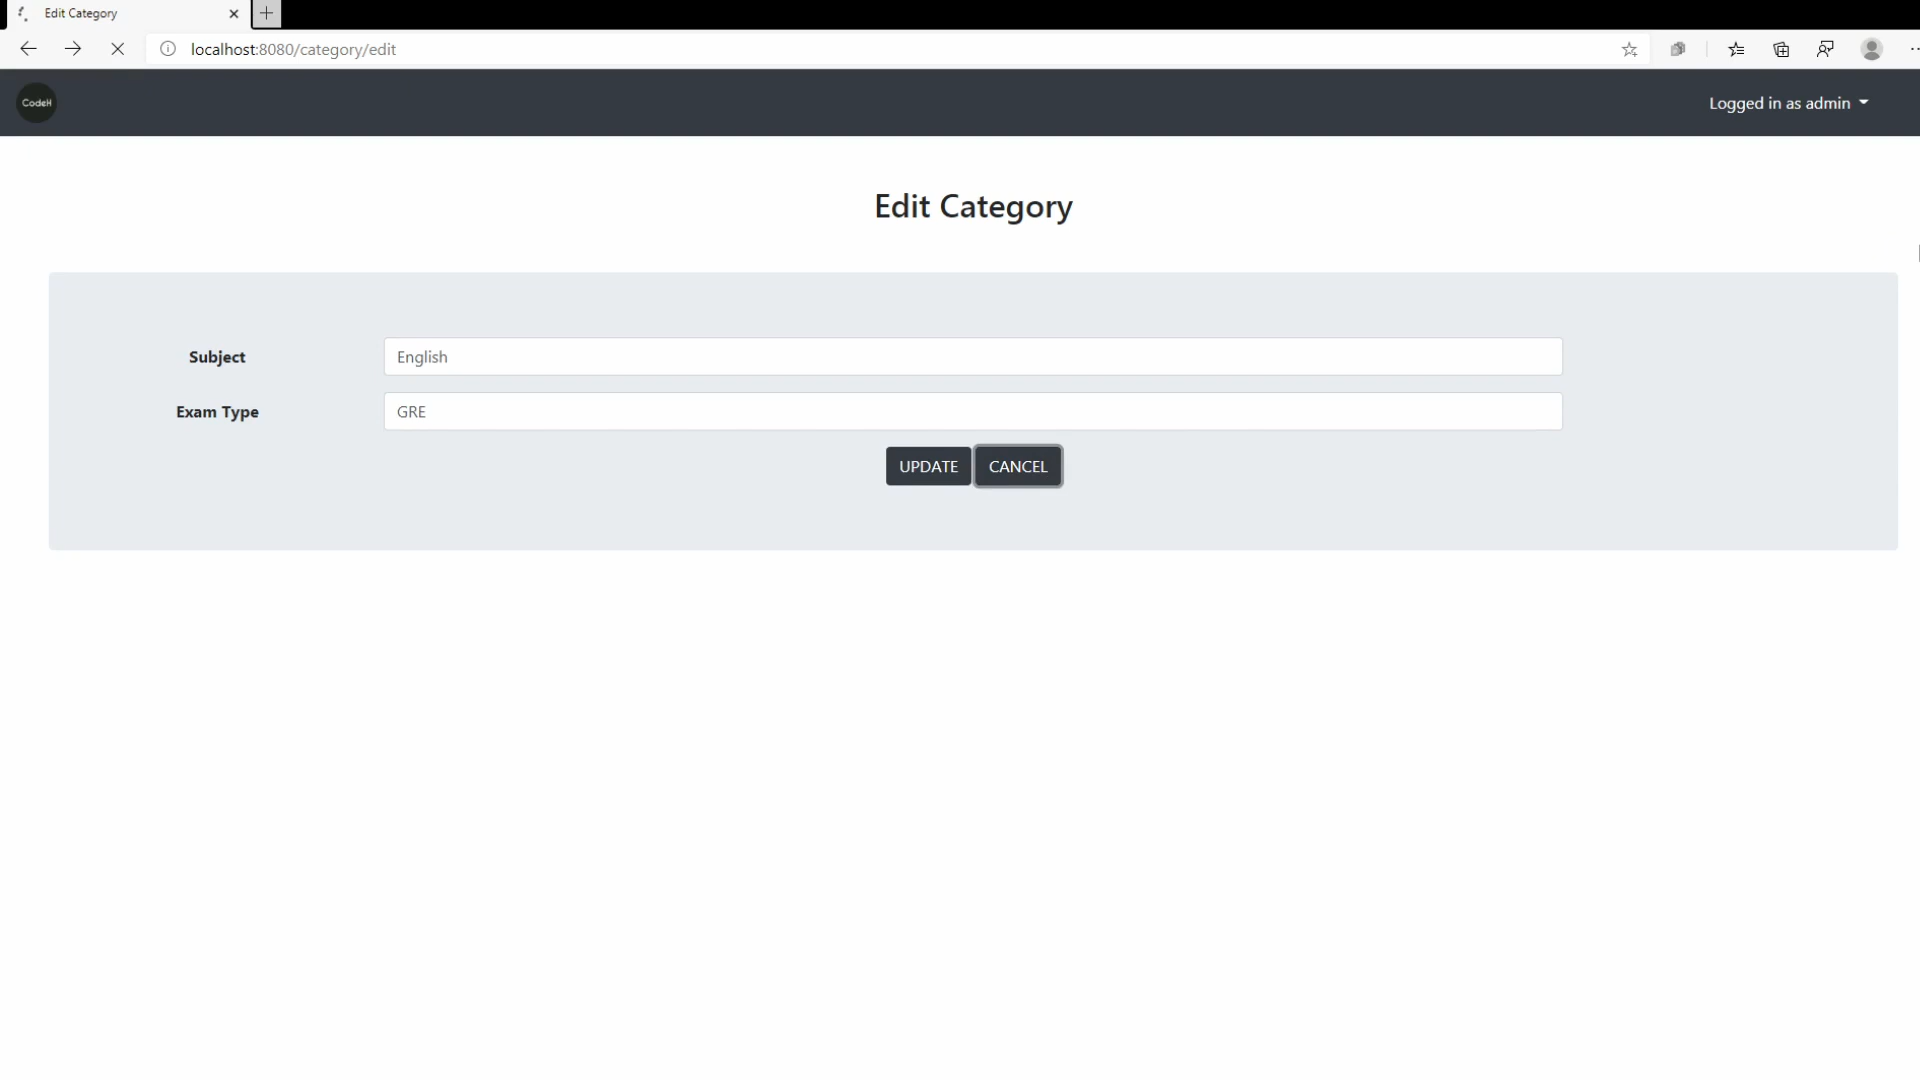 Edit Category
localhost:8080/category/edit
CodeH
Logged in as admin
Edit Category
Subject
English
Exam Type
GRE
UPDATE
CANCEL